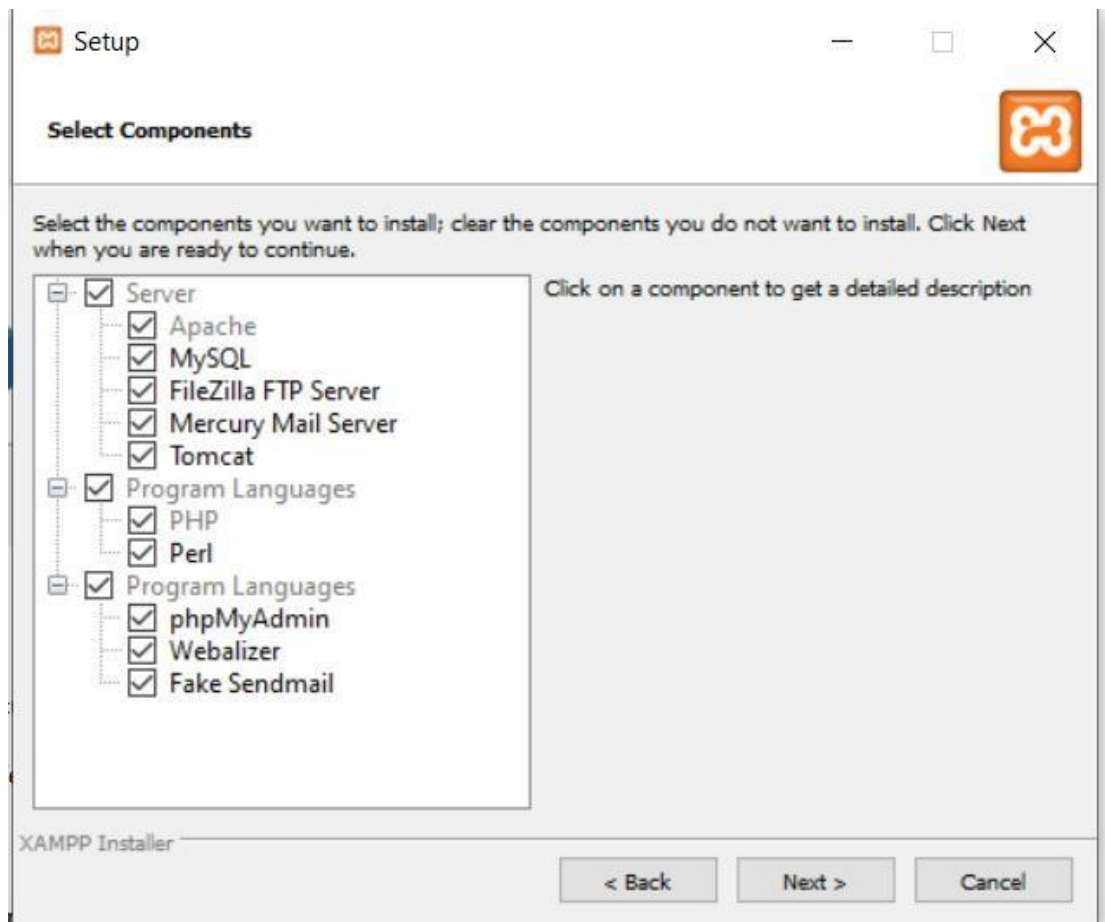 Setup
Select Components
Select the components you want to install; clear the components you do not want to install. Click Next
when you are ready to continue.
Server
Click on a component to get a detailed description
Apache
MySQL
FileZilla FTP Server
Mercury Mail Server
Tomcat
Program Languages
PHP
Perl
Program Languages
phpMyAdmin
Webalizer
Fake Sendmail
XAMPP Installer
< Back
Next >
Cancel